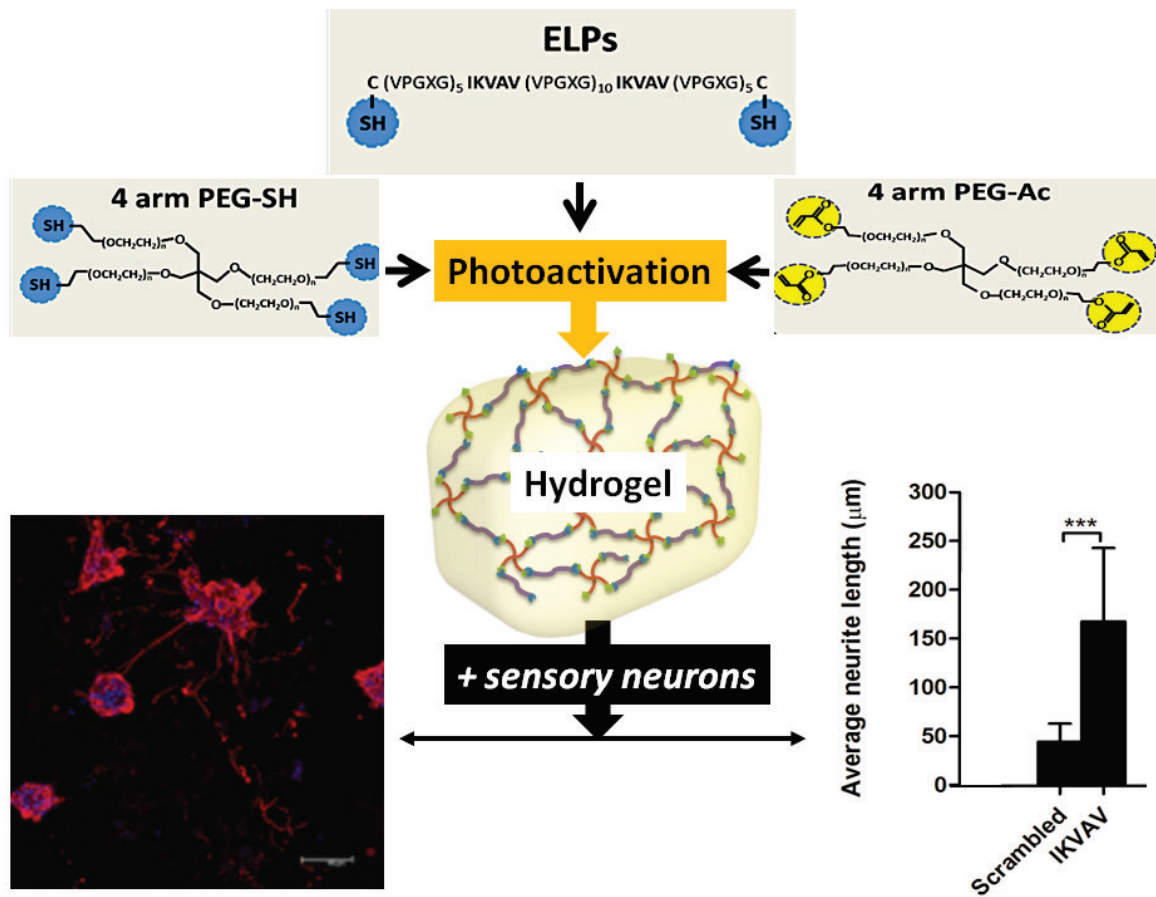 ELPs
C (VPGXG)5 IKVAV (VPGXG)10 IKVAV (VPGXG)5 C
SH SH
4 arm PEG-SH
SH
(OCH2CH2)n O
SH
(OCH2CH2)n O
O (CH2CH2O)n
SH
O (CH2CH2O)n
SH
4 arm PEG-Ac
O
O
(OCH2CH2)n O
O
O
(OCH2CH2)n O
O (CH2CH2O)n
O
O
O (CH2CH2O)n
O
O
Photoactivation
Hydrogel
+ sensory neurons
Average neurite length (μm)
300
250
200
150
100
50
0
***
Scrambled
IKVAV